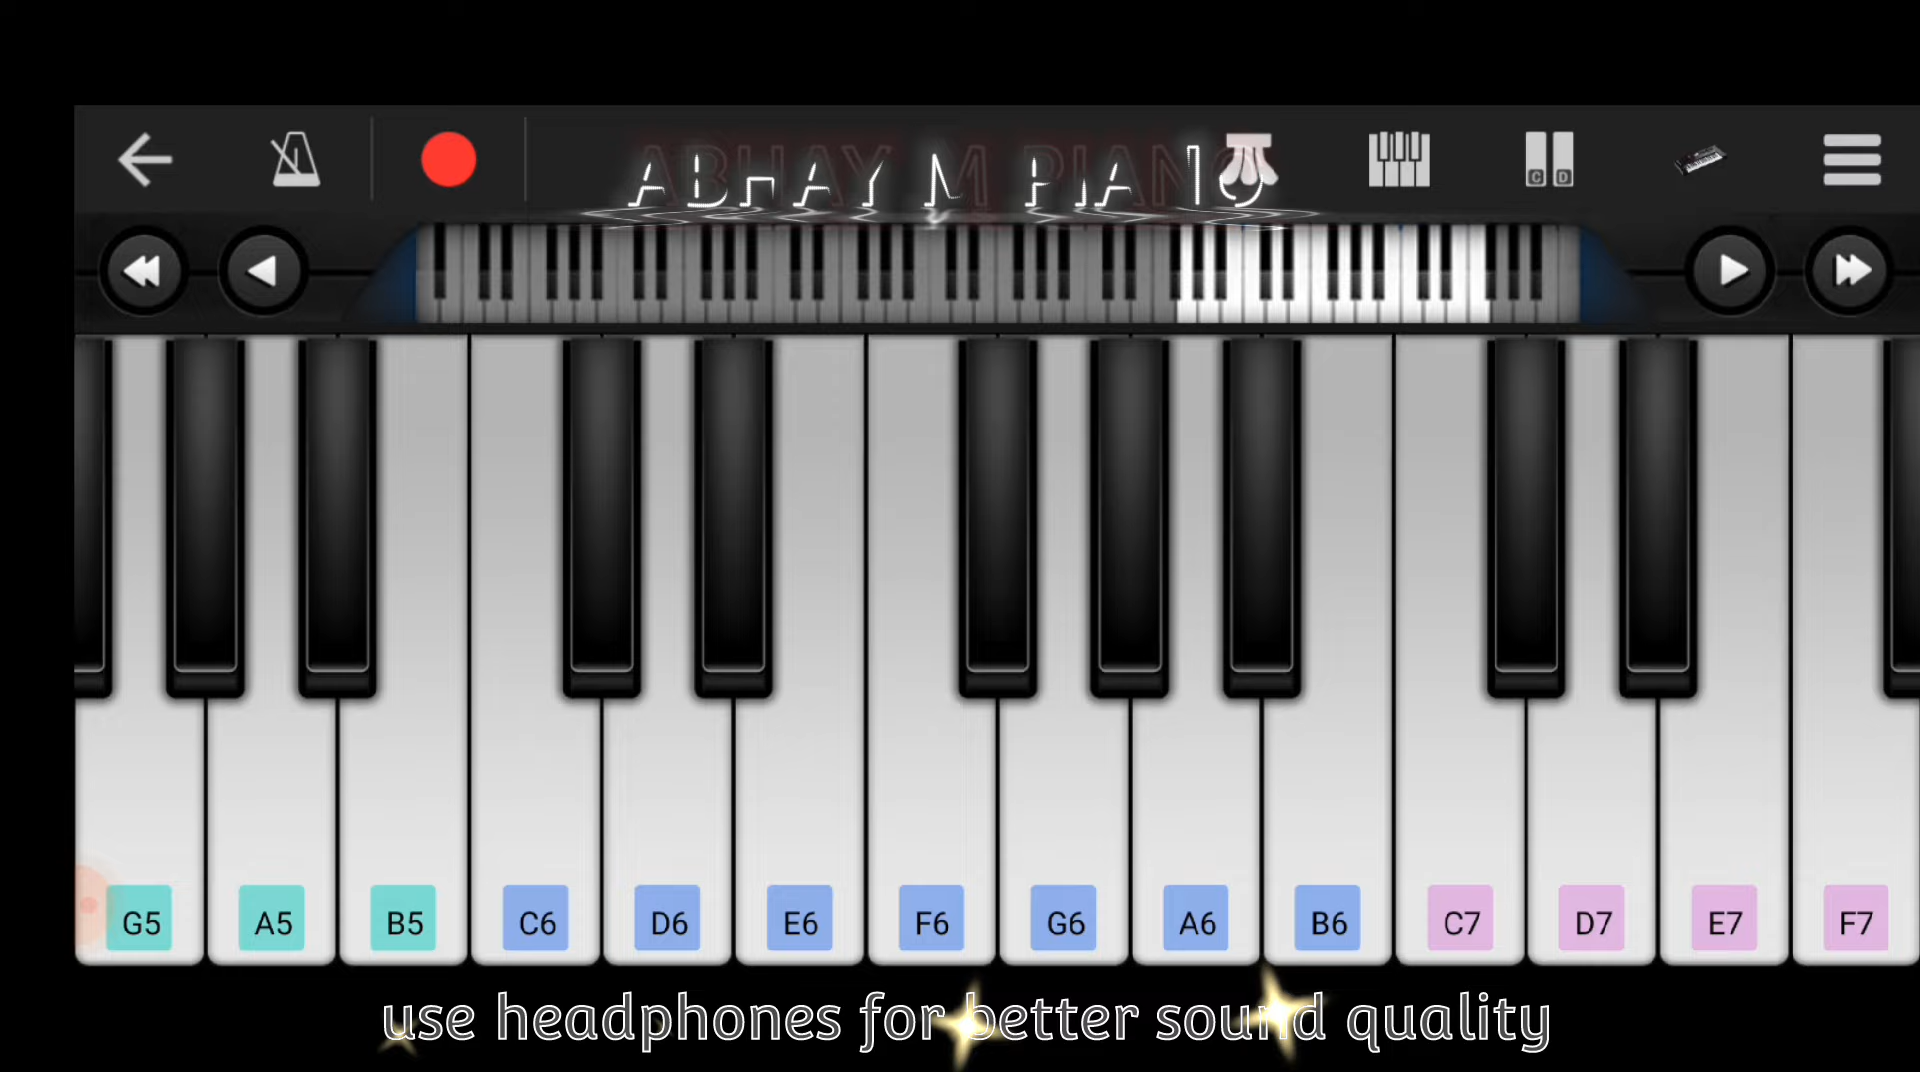 ABHAY M PIANO
C D
G5 A5 B5 C6 D6 E6 F6 G6 A6 B6 C7 D7 E7 F7
use headphones for better sound quality